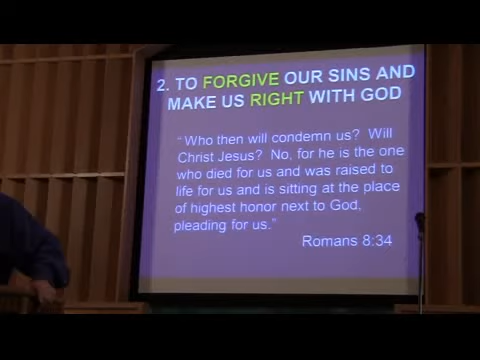 2. TO FORGIVE OUR SINS AND
MAKE US RIGHT WITH GOD
" Who then will condemn us? Will
Christ Jesus? No, for he is the one
who died for us and was raised to
life for us and is sitting at the place
of highest honor next to God,
pleading for us."
Romans 8:34